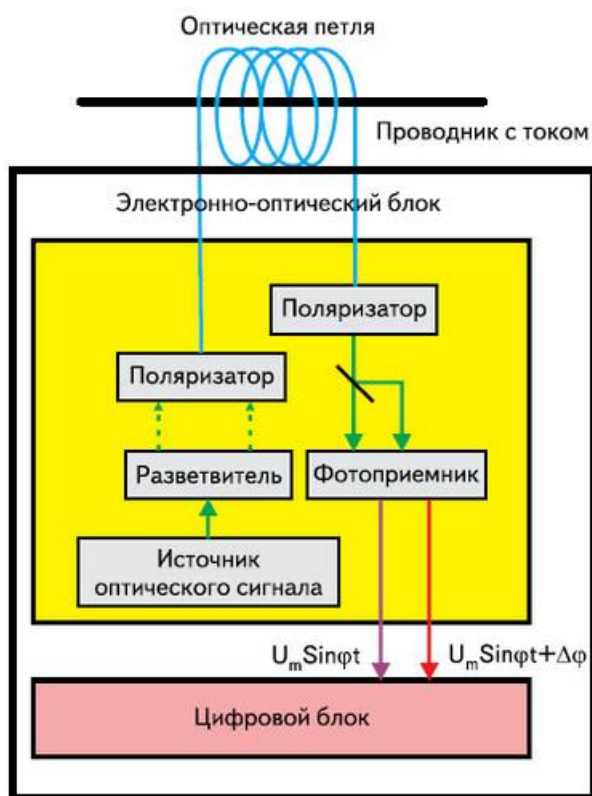 Оптическая петля
Проводник с током
Электронно-оптический блок
Поляризатор
Поляризатор
Разветвитель
Фотоприемник
Источник
оптического сигнала
UmSinφt
UmSinφt+Δφ
Цифровой блок